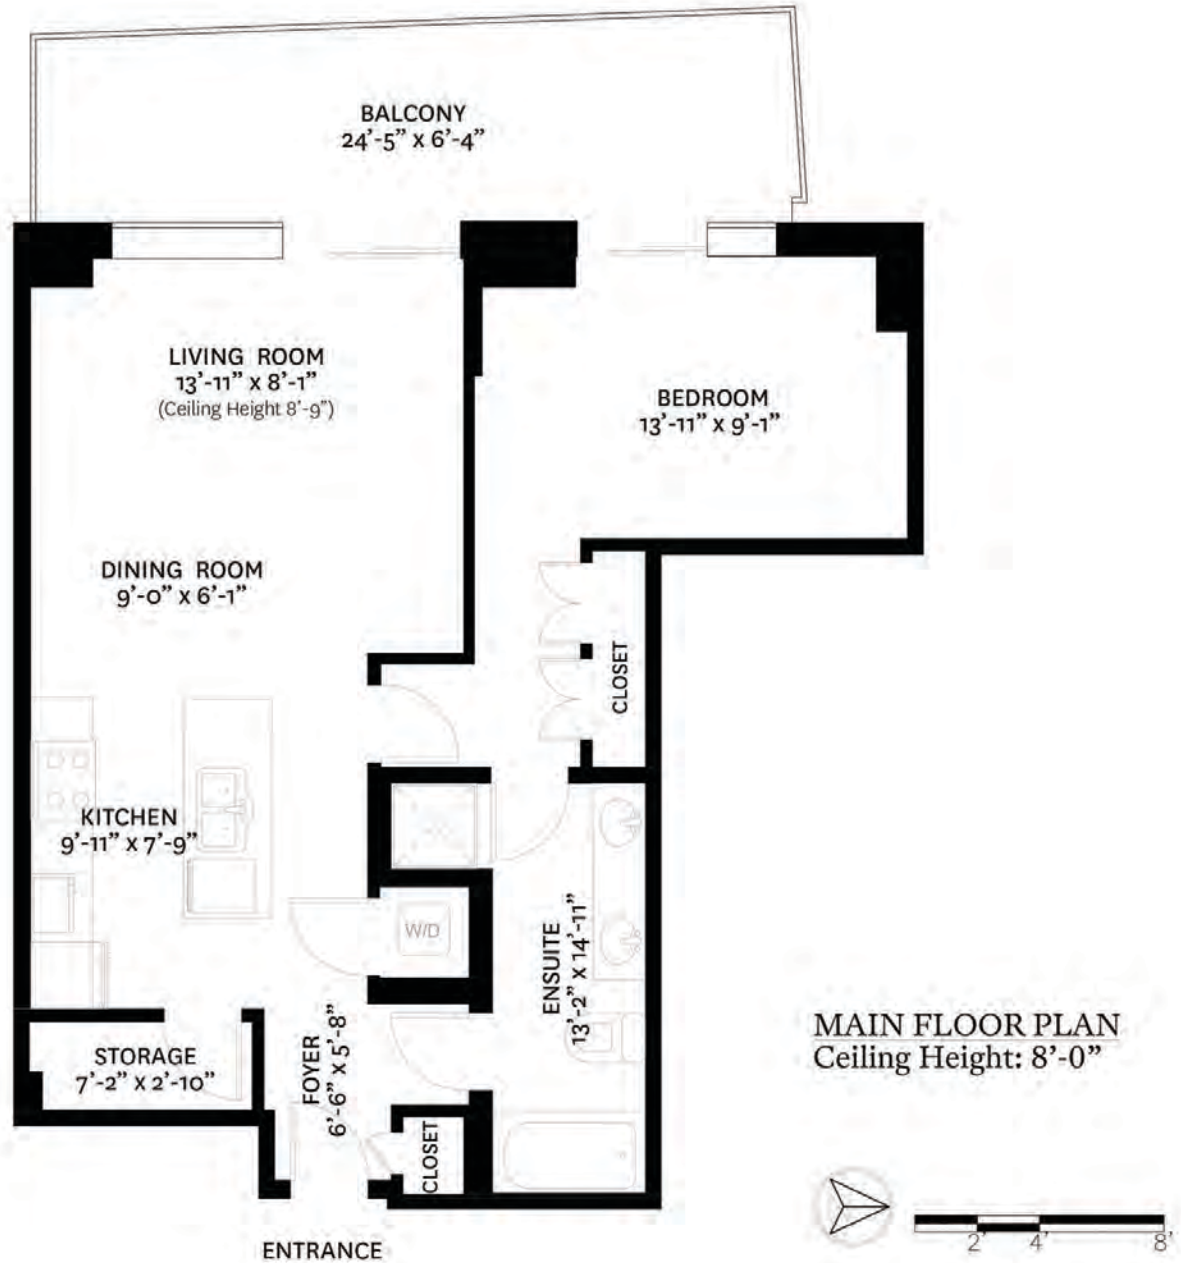 BALCONY
24’-5” x 6’-4”
LIVING ROOM
13’-11” x 8’-1”
(Ceiling Height 8’-9”)
BEDROOM
13’-11” x 9’-1”
DINING ROOM
9’-0” x 6’-1”
CLOSET
KITCHEN
9’-11” x 7’-9”
W/D
ENSUITE
13’-2” x 14’-11”
STORAGE
7’-2” x 2’-10”
FOYER
6’-6” x 5’-8”
CLOSET
ENTRANCE
MAIN FLOOR PLAN
Ceiling Height: 8’-0”
2' 4' 8'